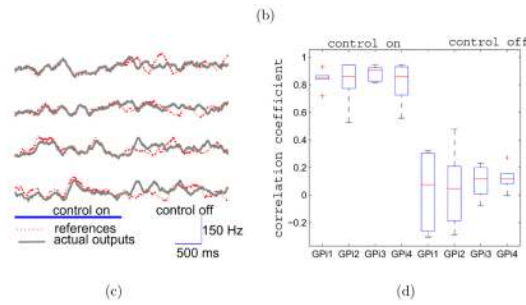 (b)
control on
control off
references
actual outputs
150 Hz
500 ms
(c)
control on
control off
correlation coefficient
1
0.8
0.6
0.4
0.2
0
-0.2
GPi1 GPi2 GPi3 GPi4 GPi1 GPi2 GPi3 GPi4
(d)